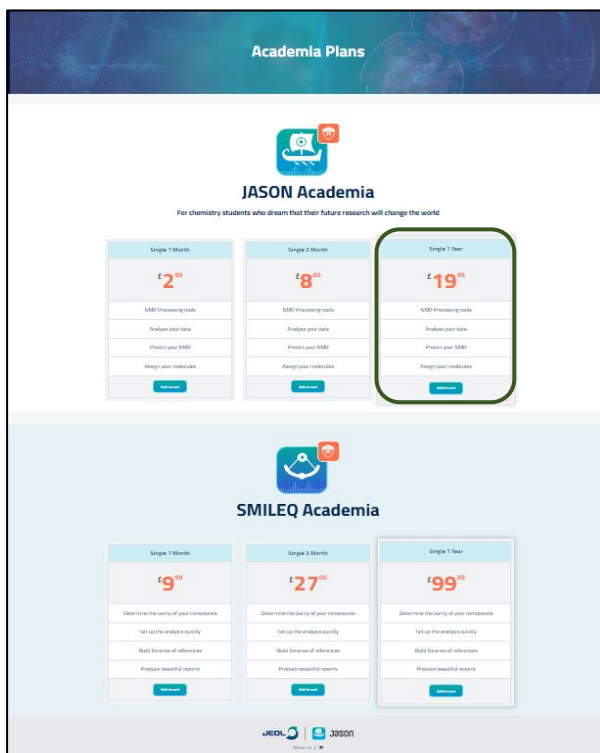 Academia Plans
JASON Academia
For chemistry students who dream that their future research will change the world
Single 1 Month
£2.99
NMR Processing tools
Analyse your data
Predict your NMR
Assign your molecules
Add to cart
Single 3 Month
£8.00
NMR Processing tools
Analyse your data
Predict your NMR
Assign your molecules
Add to cart
Single 1 Year
£19.99
NMR Processing tools
Analyse your data
Predict your NMR
Assign your molecules
Add to cart
SMILEQ Academia
Single 1 Month
£9.99
Determine the purity of your compounds
Set up the analysis quickly
Build libraries of references
Produce beautiful reports
Add to cart
Single 3 Month
£27.00
Determine the purity of your compounds
Set up the analysis quickly
Build libraries of references
Produce beautiful reports
Add to cart
Single 1 Year
£99.99
Determine the purity of your compounds
Set up the analysis quickly
Build libraries of references
Produce beautiful reports
Add to cart
JEOL | Jason
About us |